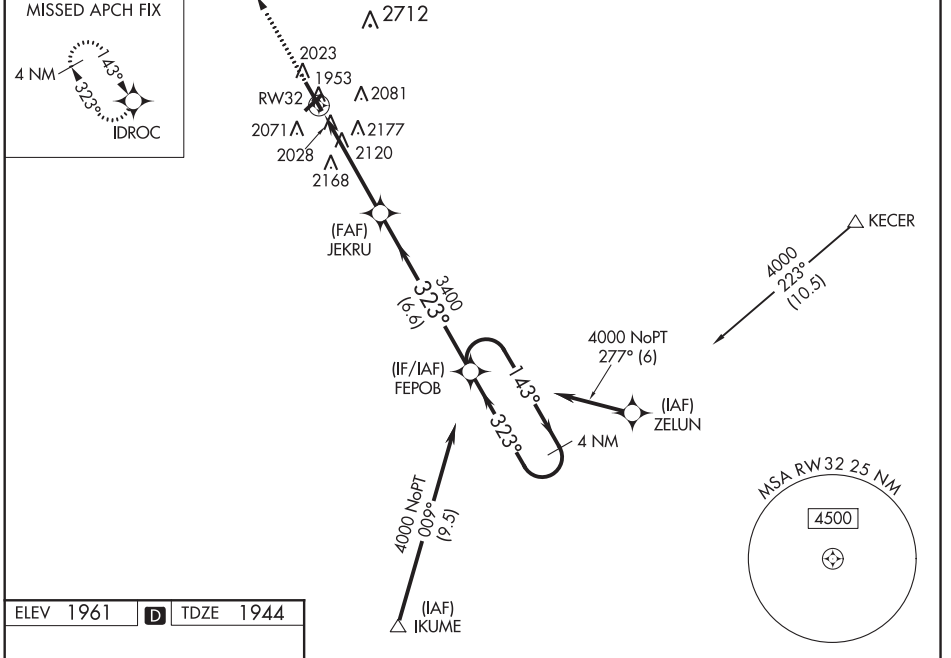 MISSED APCH FIX
4 NM
143°
323°
IDROC
2712
2023
1953
RW32
2081
2071
2177
2028
2120
2168
(FAF)
JEKRU
KECER
4000
223°
(10.5)
3400
323°
(6.6)
4000 NoPT
277° (6)
(IF/IAF)
FEPOB
143°
323°
4 NM
(IAF)
ZELUN
4000 NoPT
009°
(9.5)
MSA RW32 25 NM
4500
(IAF)
IKUME
ELEV 1961 D TDZE 1944